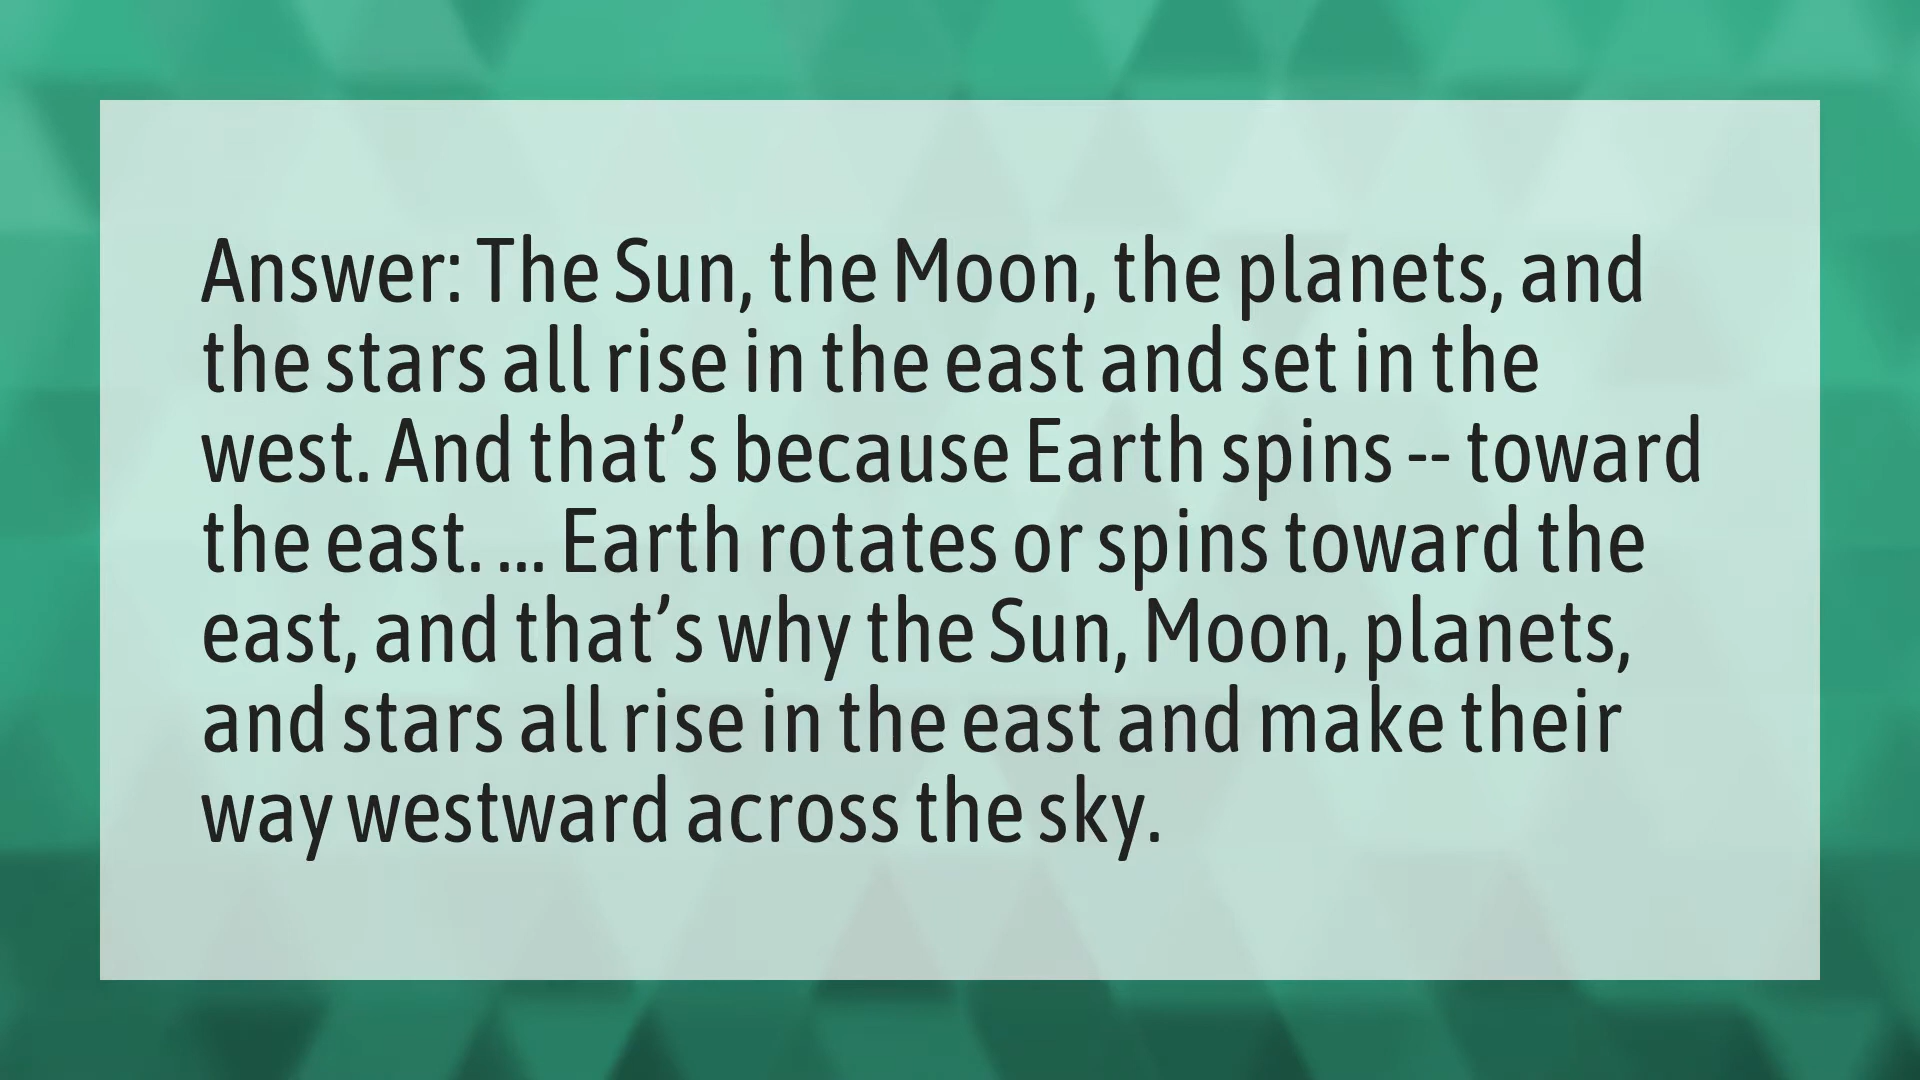 Answer: The Sun, the Moon, the planets, and
the stars all rise in the east and set in the
west. And that’s because Earth spins -- toward
the east. ... Earth rotates or spins toward the
east, and that’s why the Sun, Moon, planets,
and stars all rise in the east and make their
way westward across the sky.